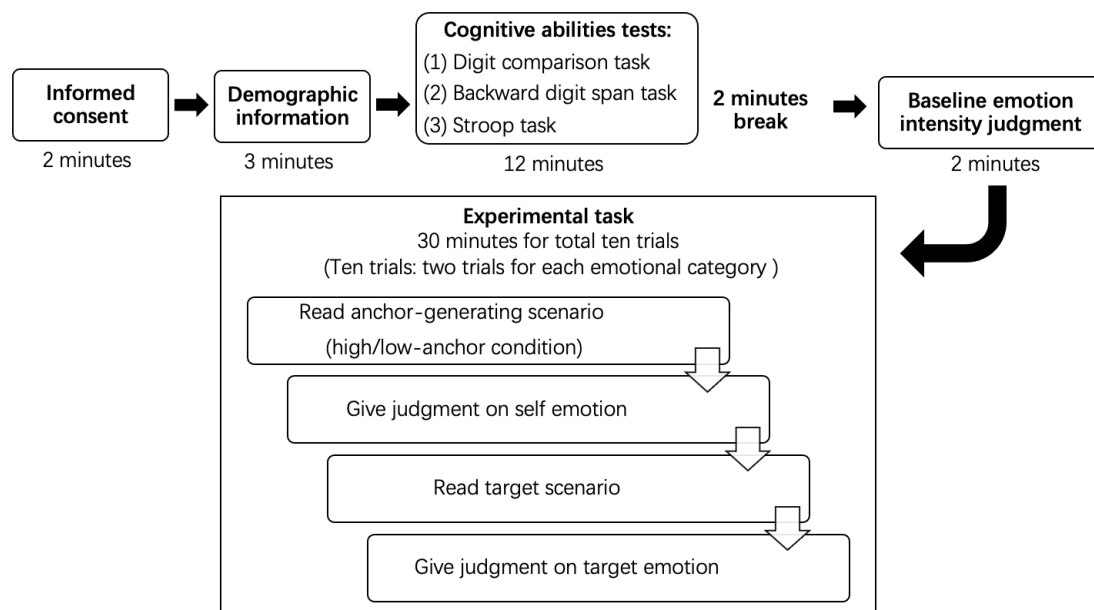 Informed
consent
2 minutes
Demographic
information
3 minutes
Cognitive abilities tests:
(1) Digit comparison task
(2) Backward digit span task
(3) Stroop task
12 minutes
2 minutes
break
Baseline emotion
intensity judgment
2 minutes
Experimental task
30 minutes for total ten trials
(Ten trials: two trials for each emotional category )
Read anchor-generating scenario
(high/low-anchor condition)
Give judgment on self emotion
Read target scenario
Give judgment on target emotion